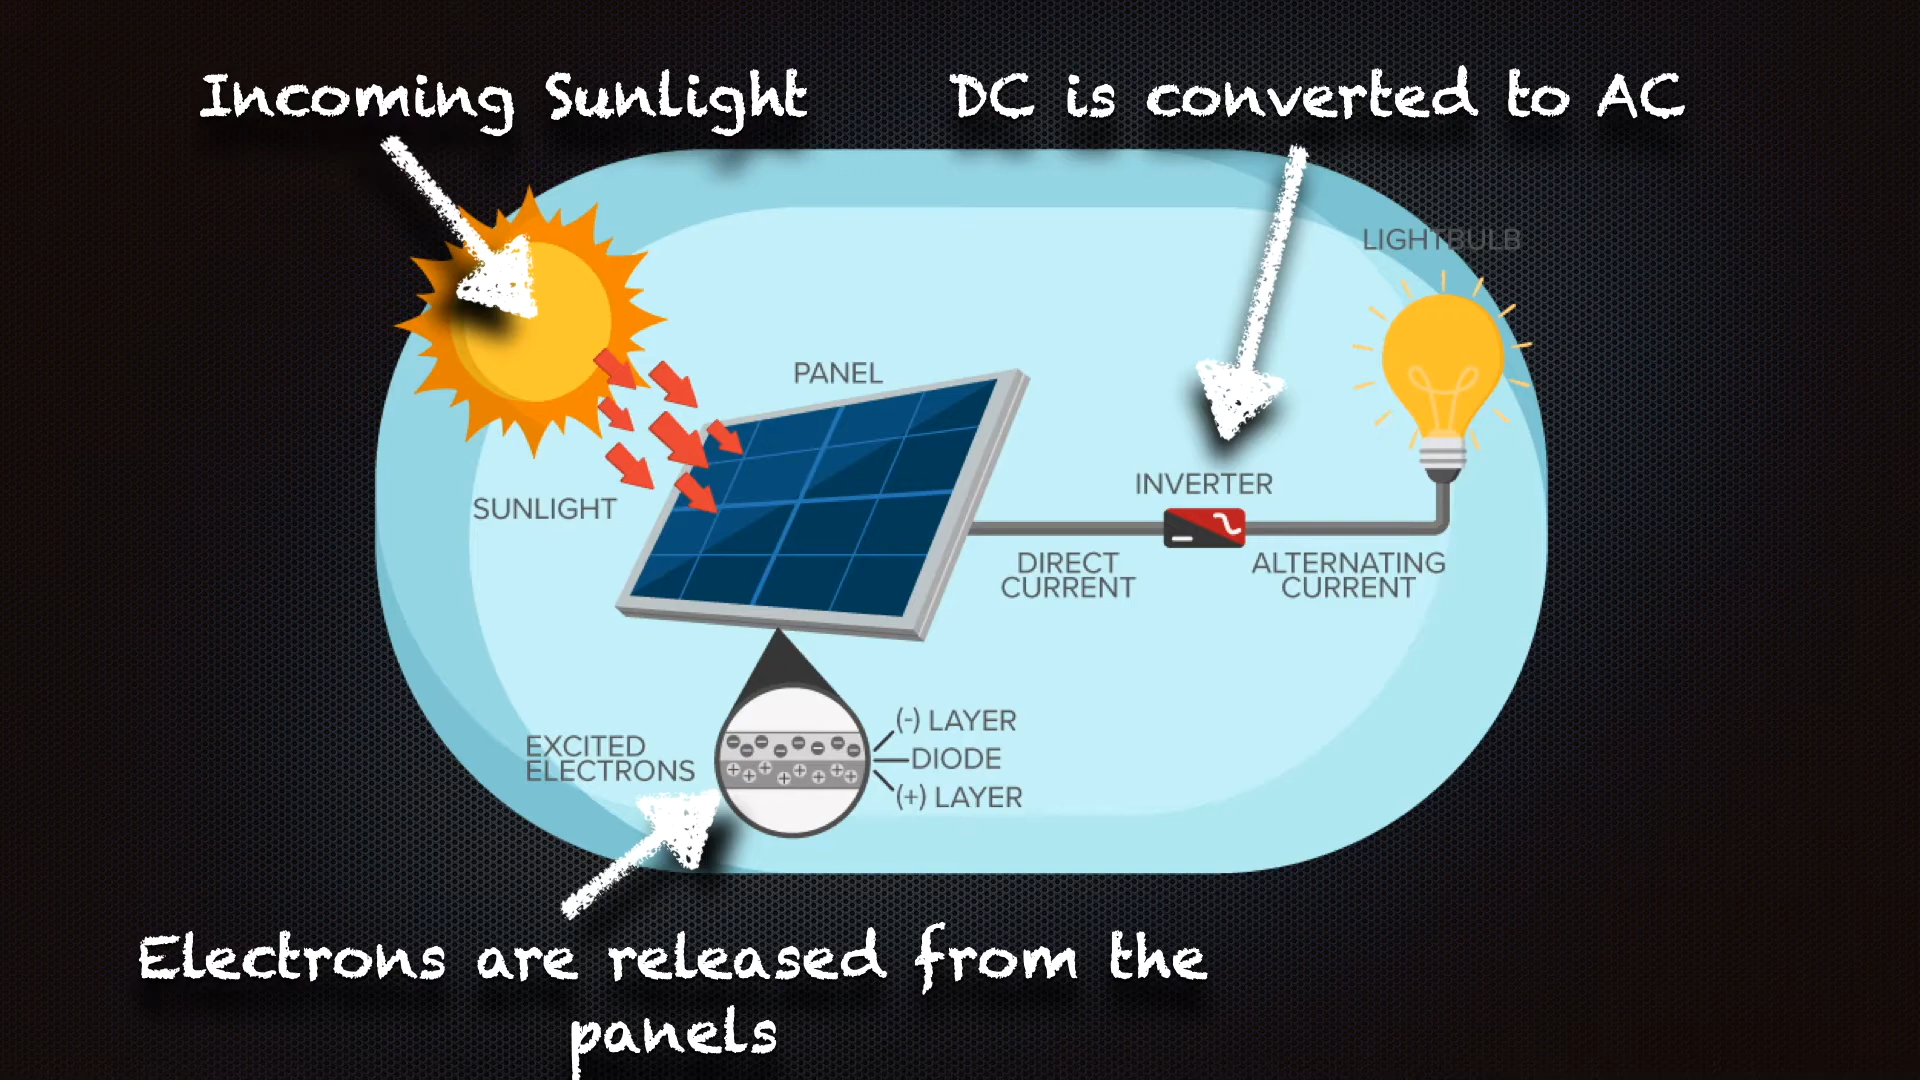 Incoming Sunlight
DC is converted to AC
LIGHTBULB
PANEL
SUNLIGHT
INVERTER
DIRECT
CURRENT
ALTERNATING
CURRENT
EXCITED
ELECTRONS
(-) LAYER
DIODE
(+) LAYER
Electrons are released from the
panels